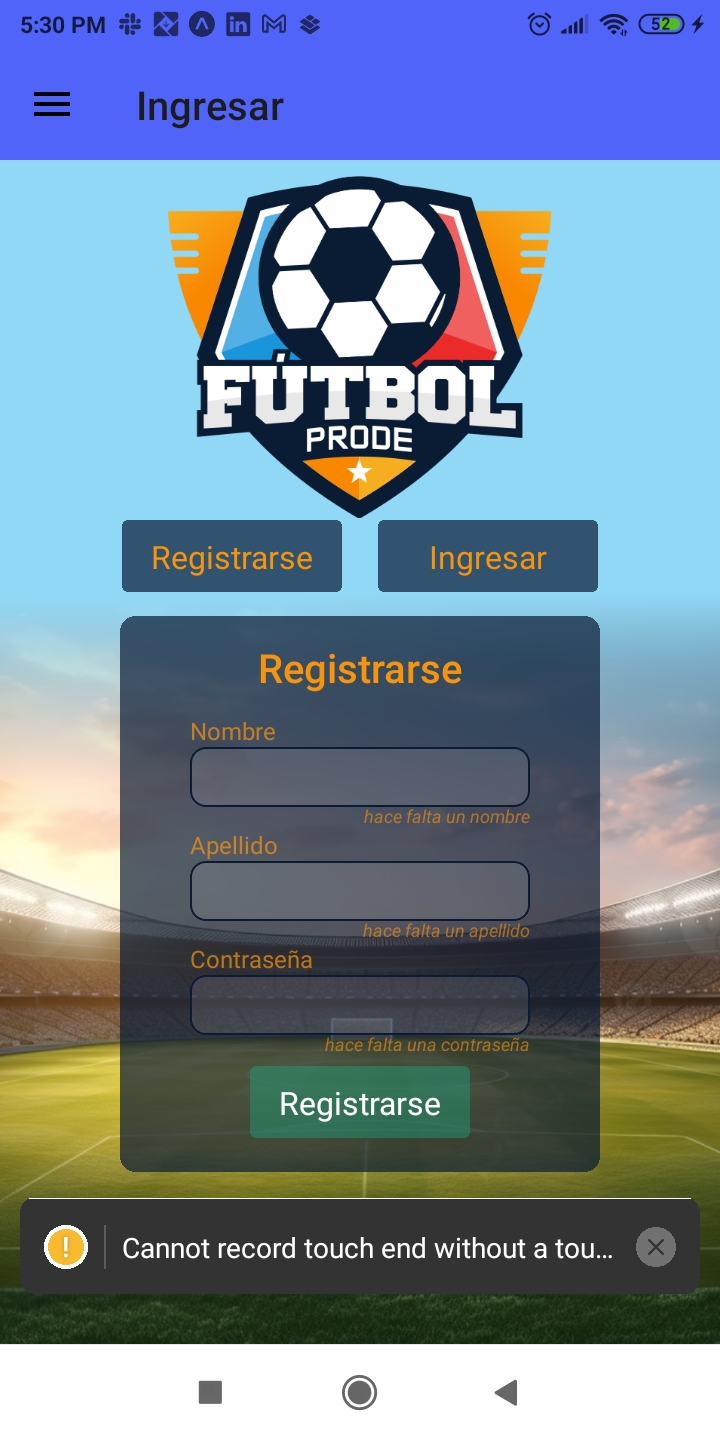 5:30 PM
52
Ingresar
FÚTBOL
PRODE
Registrarse
Ingresar
Registrarse
Nombre
hace falta un nombre
Apellido
hace falta un apellido
Contraseña
hace falta una contraseña
Registrarse
Cannot record touch end without a tou...